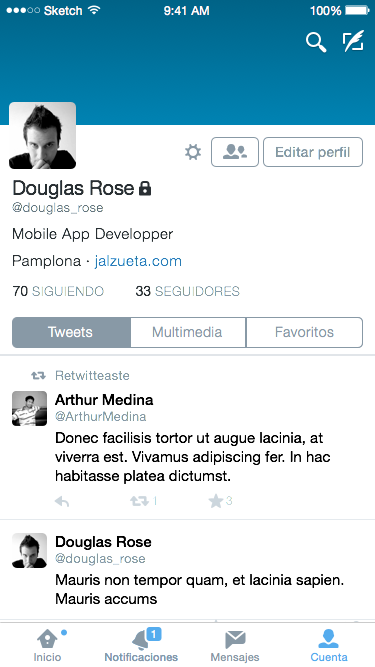 Sketch 9:41 AM 100%
Editar perfil
Douglas Rose
@douglas_rose
Mobile App Developper
Pamplona · jalzueta.com
70 SIGUIENDO 33 SEGUIDORES
Tweets Multimedia Favoritos
Retwitteaste
Arthur Medina
@ArthurMedina
Donec facilisis tortor ut augue lacinia, at
viverra est. Vivamus adipiscing fer. In hac
habitasse platea dictumst.
1 3
Douglas Rose
@douglas_rose
Mauris non tempor quam, et lacinia sapien.
Mauris accums
1
Inicio Notificaciones Mensajes Cuenta